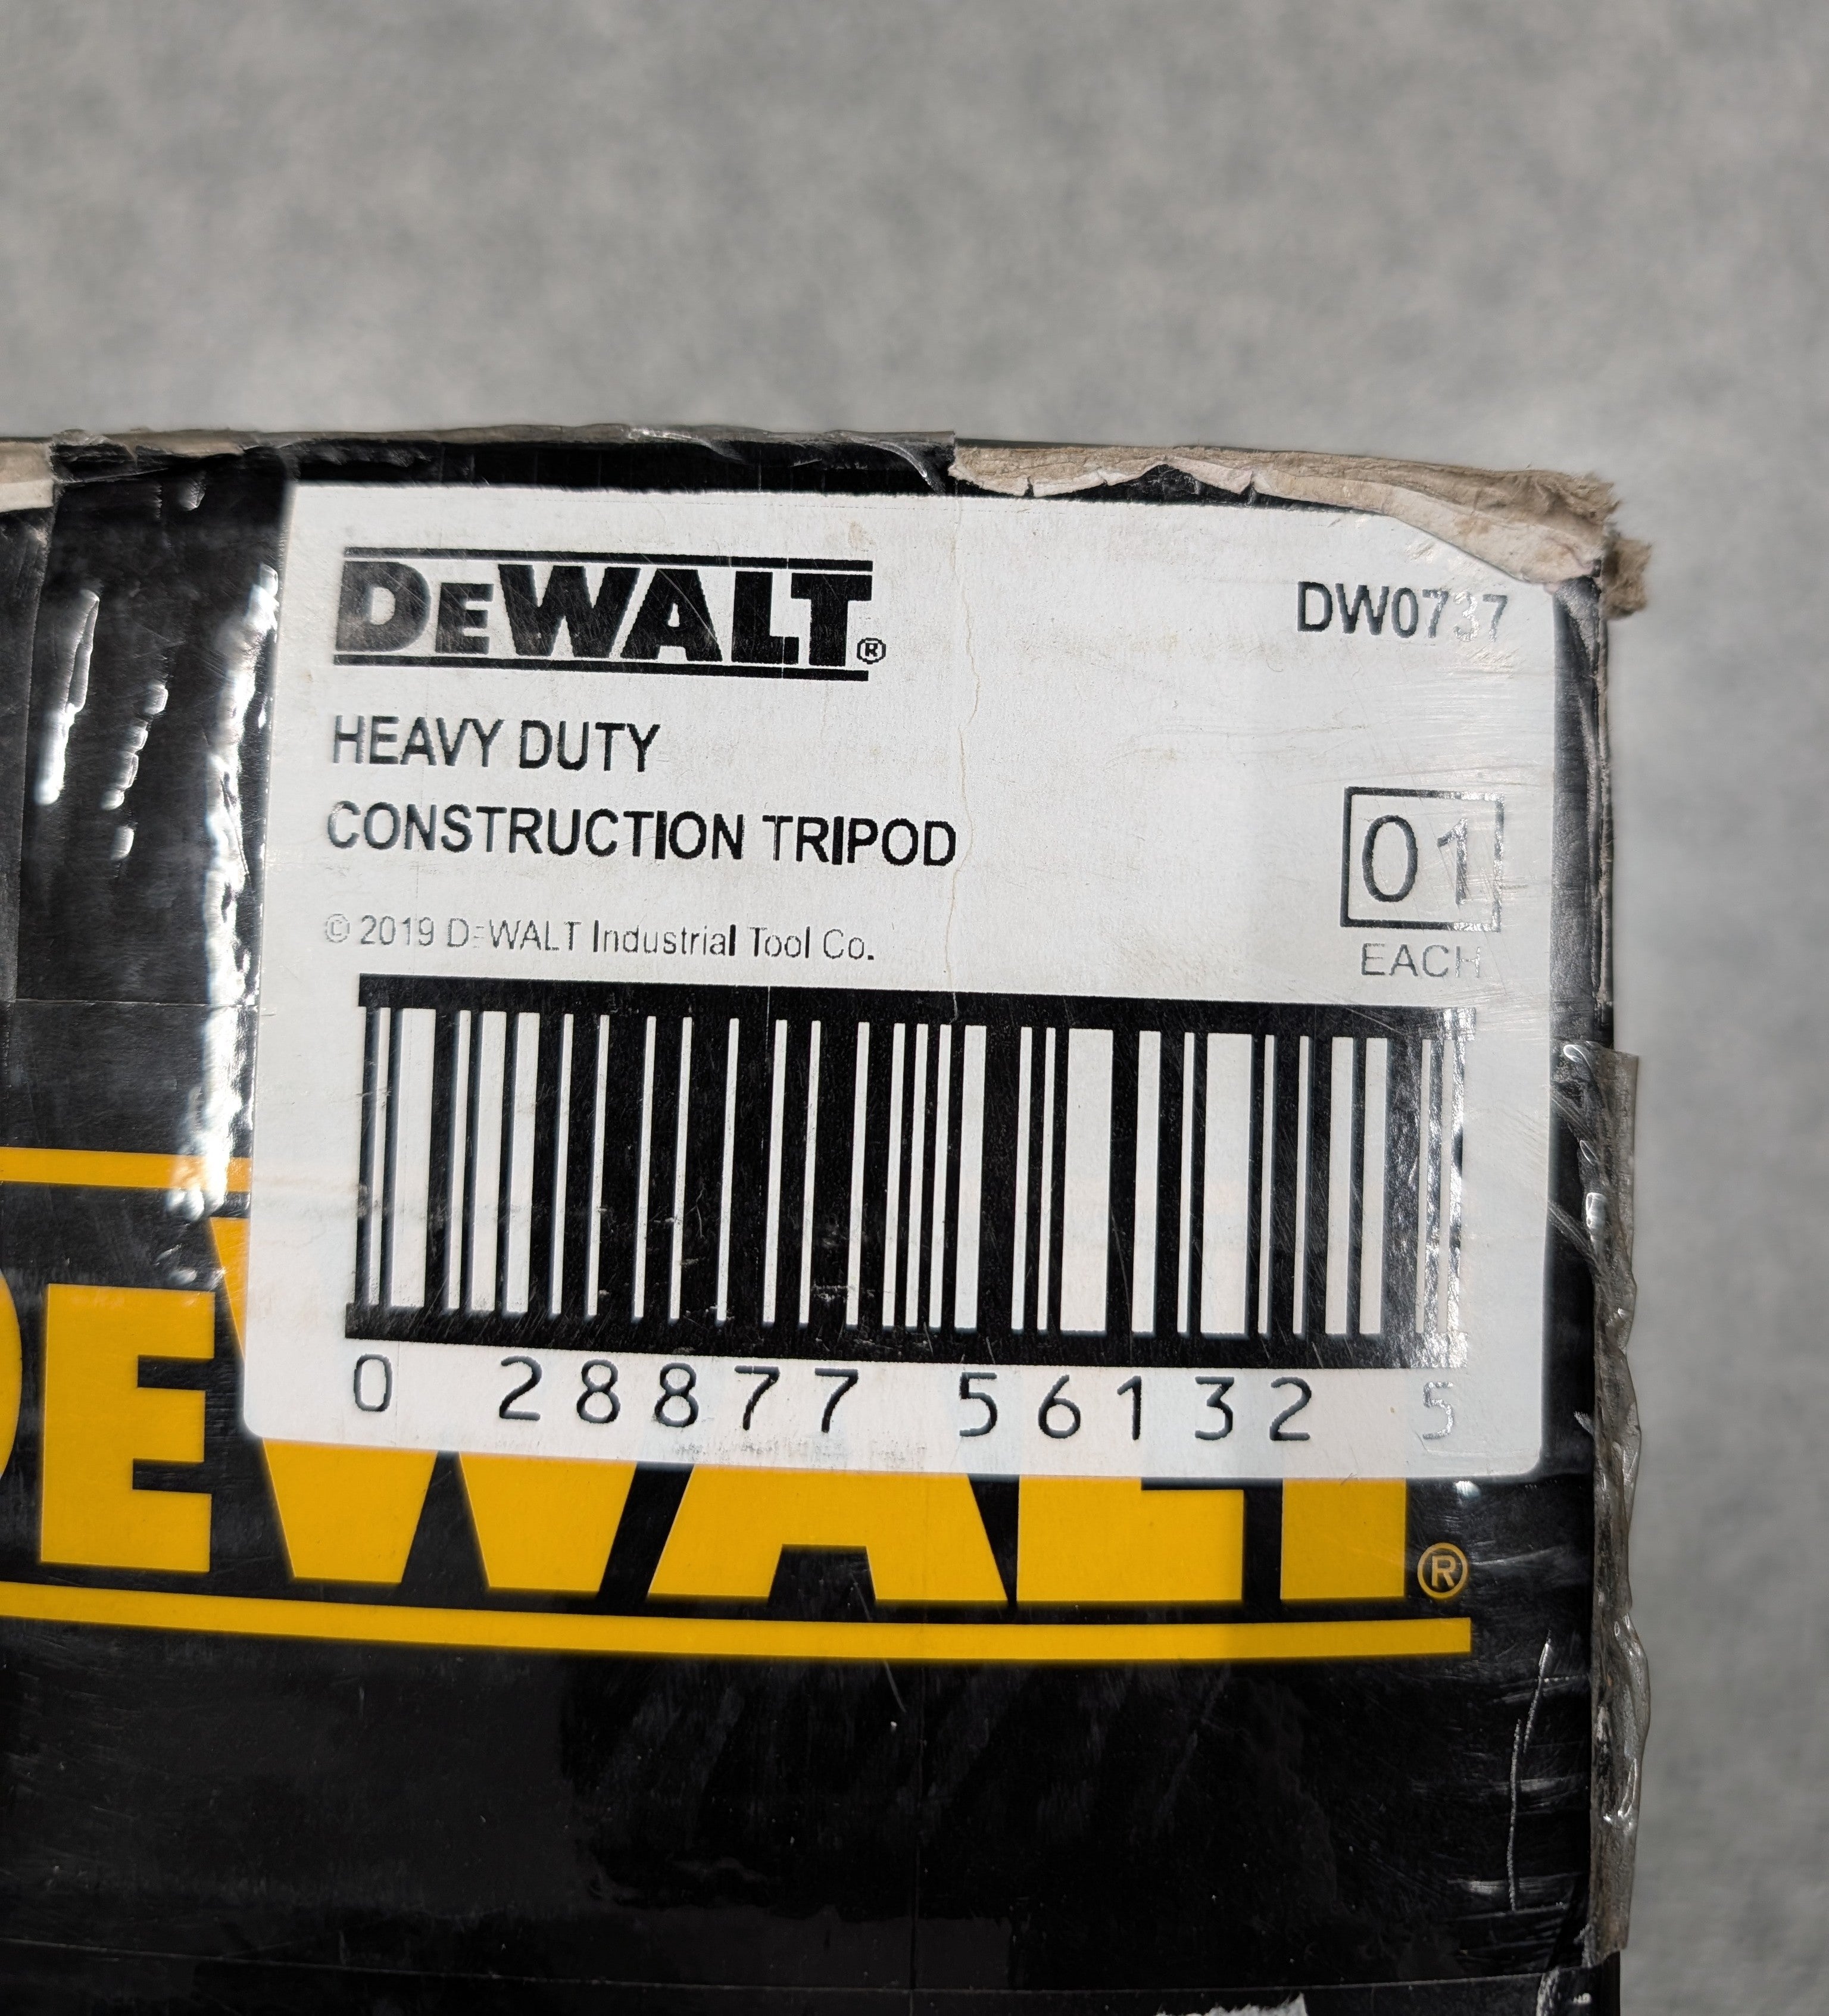 DEWALT®
DW0737
HEAVY DUTY
CONSTRUCTION TRIPOD
01
EACH
© 2019 DEWALT Industrial Tool Co.
0 28877 56132 5
DEWALT®